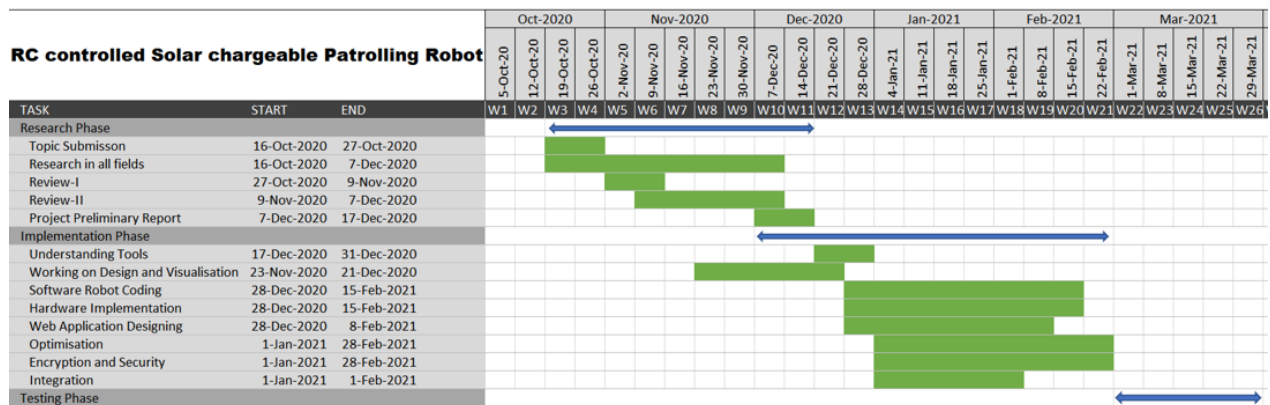 Oct-2020 Nov-2020 Dec-2020 Jan-2021 Feb-2021 Mar-2021
RC controlled Solar chargeable Patrolling Robot
5-Oct-20 12-Oct-20 19-Oct-20 26-Oct-20 2-Nov-20 9-Nov-20 16-Nov-20 23-Nov-20 30-Nov-20 7-Dec-20 14-Dec-20 21-Dec-20 28-Dec-20 4-Jan-21 11-Jan-21 18-Jan-21 25-Jan-21 1-Feb-21 8-Feb-21 15-Feb-21 22-Feb-21 1-Mar-21 8-Mar-21 15-Mar-21 22-Mar-21 29-Mar-21
TASK START END W1 W2 W3 W4 W5 W6 W7 W8 W9 W10 W11 W12 W13 W14 W15 W16 W17 W18 W19 W20 W21 W22 W23 W24 W25 W26
Research Phase
Topic Submisson 16-Oct-2020 27-Oct-2020
Research in all fields 16-Oct-2020 7-Dec-2020
Review-I 27-Oct-2020 9-Nov-2020
Review-II 9-Nov-2020 7-Dec-2020
Project Preliminary Report 7-Dec-2020 17-Dec-2020
Implementation Phase
Understanding Tools 17-Dec-2020 31-Dec-2020
Working on Design and Visualisation 23-Nov-2020 21-Dec-2020
Software Robot Coding 28-Dec-2020 15-Feb-2021
Hardware Implementation 28-Dec-2020 15-Feb-2021
Web Application Designing 28-Dec-2020 8-Feb-2021
Optimisation 1-Jan-2021 28-Feb-2021
Encryption and Security 1-Jan-2021 28-Feb-2021
Integration 1-Jan-2021 1-Feb-2021
Testing Phase